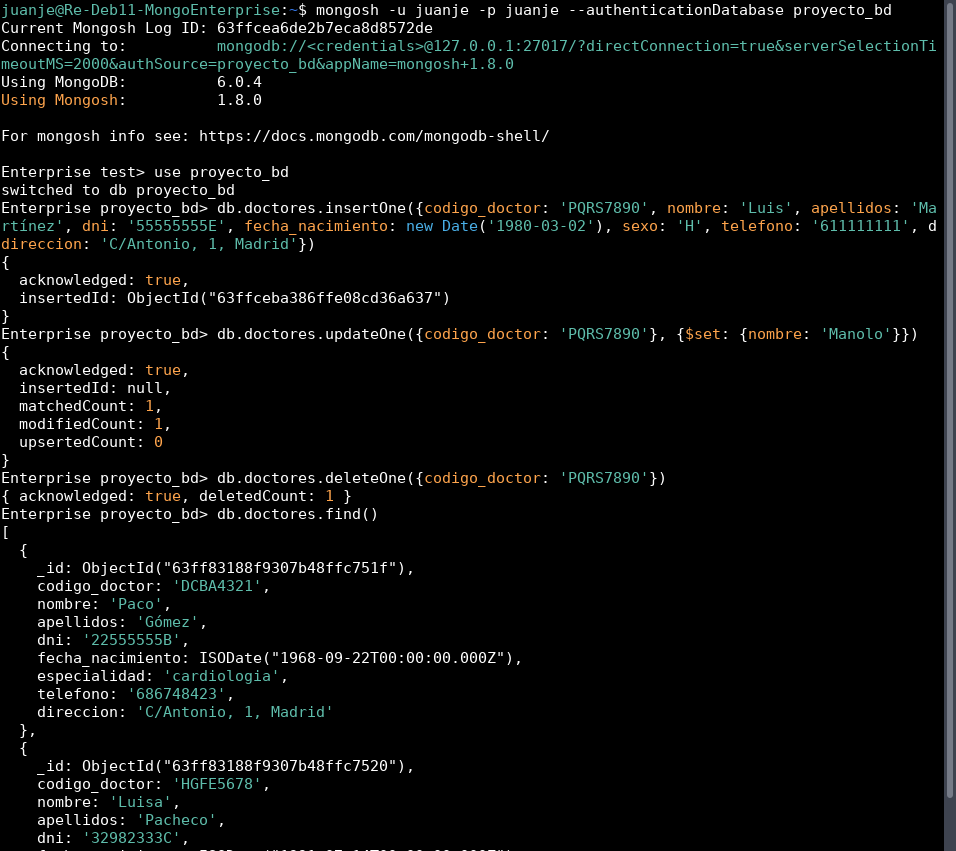 juanje@Re-Deb11-MongoEnterprise:~$ mongosh -u juanje -p juanje --authenticationDatabase proyecto_bd
Current Mongosh Log ID: 63ffcea6de2b7eca8d8572de
Connecting to:          mongodb://<credentials>@127.0.0.1:27017/?directConnection=true&serverSelectionTi
meoutMS=2000&authSource=proyecto_bd&appName=mongosh+1.8.0
Using MongoDB:          6.0.4
Using Mongosh:          1.8.0
For mongosh info see: https://docs.mongodb.com/mongodb-shell/
Enterprise test> use proyecto_bd
switched to db proyecto_bd
Enterprise proyecto_bd> db.doctores.insertOne({codigo_doctor: 'PQRS7890', nombre: 'Luis', apellidos: 'Ma
rtínez', dni: '55555555E', fecha_nacimiento: new Date('1980-03-02'), sexo: 'H', telefono: '611111111', d
direccion: 'C/Antonio, 1, Madrid'})
{
  acknowledged: true,
  insertedId: ObjectId("63ffceba386ffe08cd36a637")
}
Enterprise proyecto_bd> db.doctores.updateOne({codigo_doctor: 'PQRS7890'}, {$set: {nombre: 'Manolo'}})
{
  acknowledged: true,
  insertedId: null,
  matchedCount: 1,
  modifiedCount: 1,
  upsertedCount: 0
}
Enterprise proyecto_bd> db.doctores.deleteOne({codigo_doctor: 'PQRS7890'})
{ acknowledged: true, deletedCount: 1 }
Enterprise proyecto_bd> db.doctores.find()
[
  {
    _id: ObjectId("63ff83188f9307b48ffc751f"),
    codigo_doctor: 'DCBA4321',
    nombre: 'Paco',
    apellidos: 'Gómez',
    dni: '22555555B',
    fecha_nacimiento: ISODate("1968-09-22T00:00:00.000Z"),
    especialidad: 'cardiologia',
    telefono: '686748423',
    direccion: 'C/Antonio, 1, Madrid'
  },
  {
    _id: ObjectId("63ff83188f9307b48ffc7520"),
    codigo_doctor: 'HGFE5678',
    nombre: 'Luisa',
    apellidos: 'Pacheco',
    dni: '32982333C',